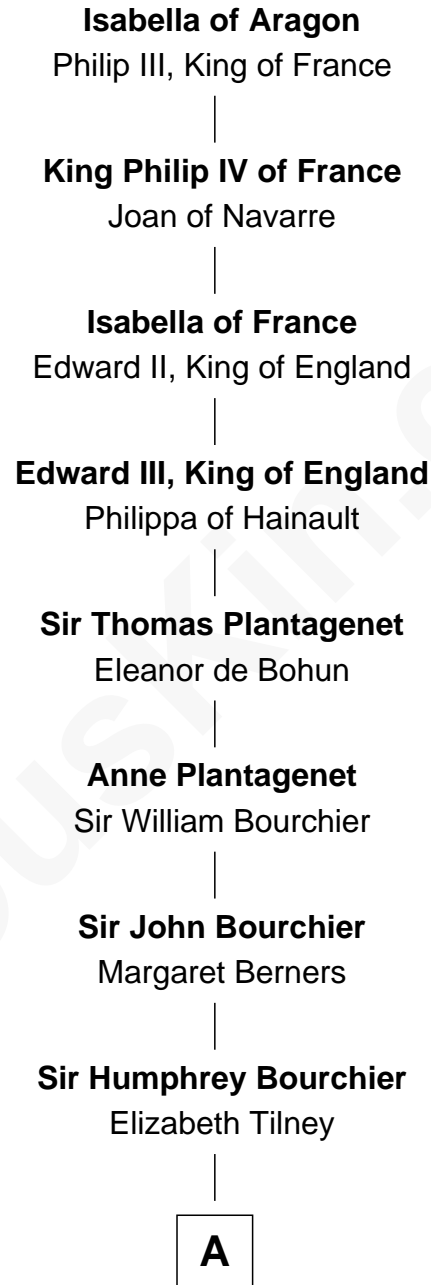 Isabella of Aragon
Philip III, King of France
King Philip IV of France
Joan of Navarre
Isabella of France
Edward II, King of England
Edward III, King of England
Philippa of Hainault
Sir Thomas Plantagenet
Eleanor de Bohun
Anne Plantagenet
Sir William Bourchier
Sir John Bourchier
Margaret Berners
Sir Humphrey Bourchier
Elizabeth Tilney
A